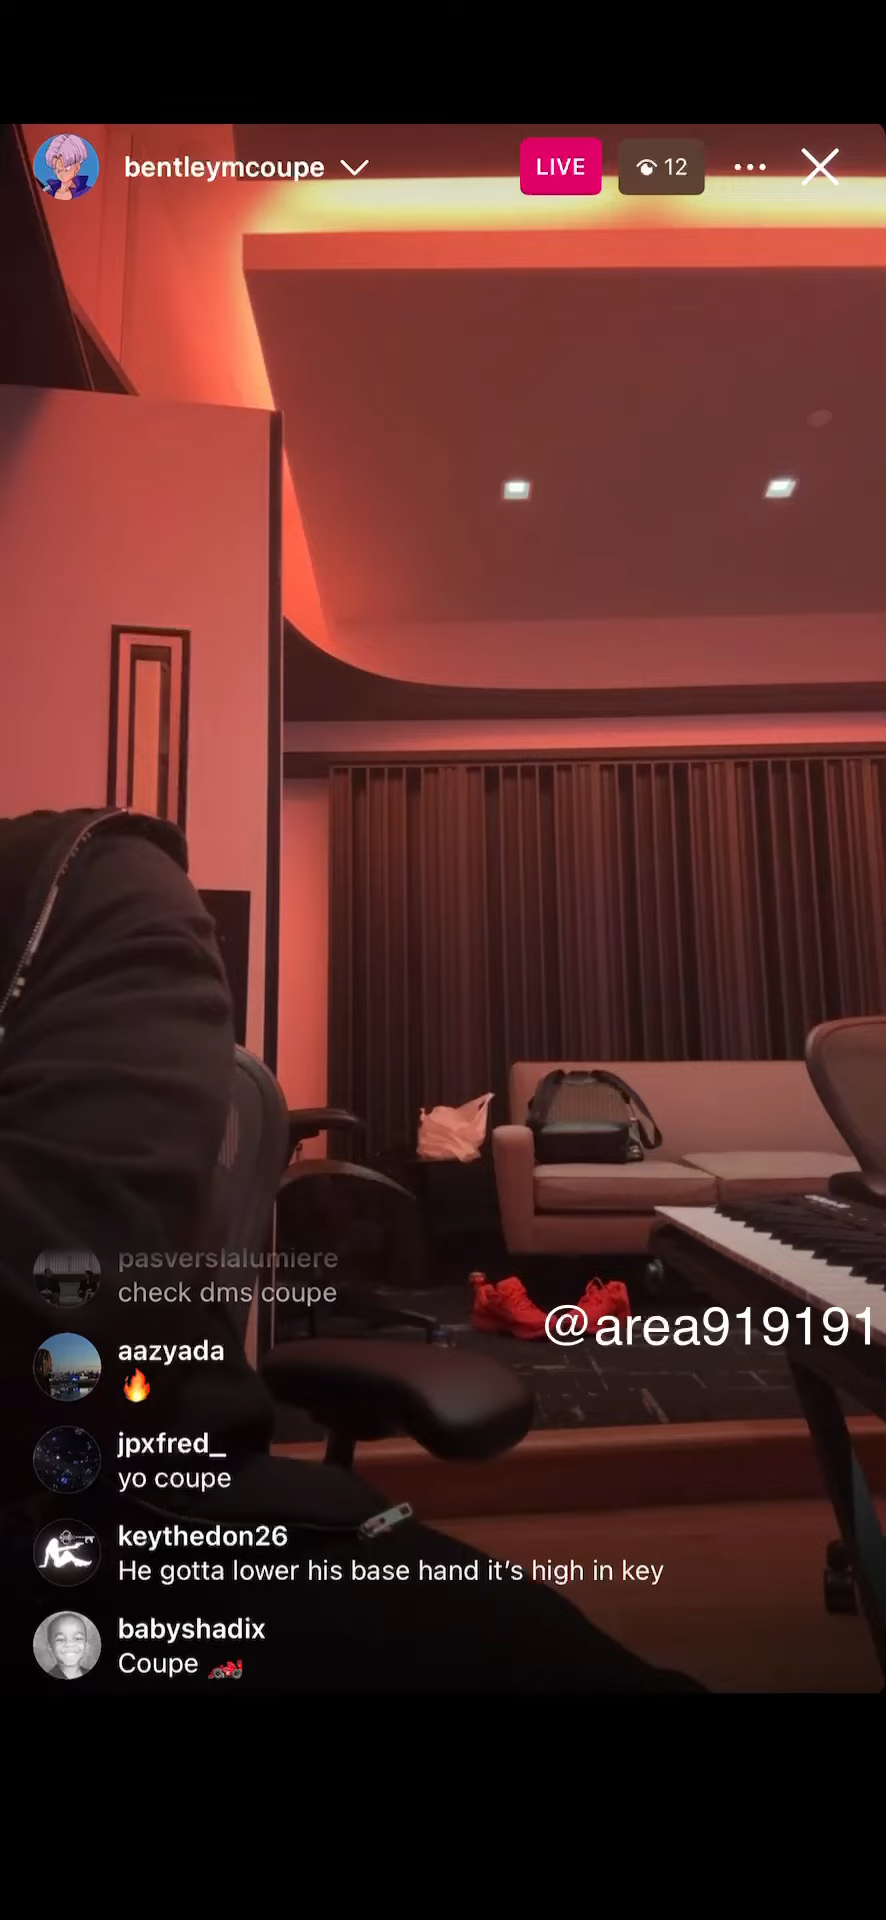 bentleymcoupe
LIVE
12
pasverslalumiere
check dms coupe
@area919191
aazyada
🔥
jpxfred_
yo coupe
keythedon26
He gotta lower his base hand it’s high in key
babyshadix
Coupe 🏎️